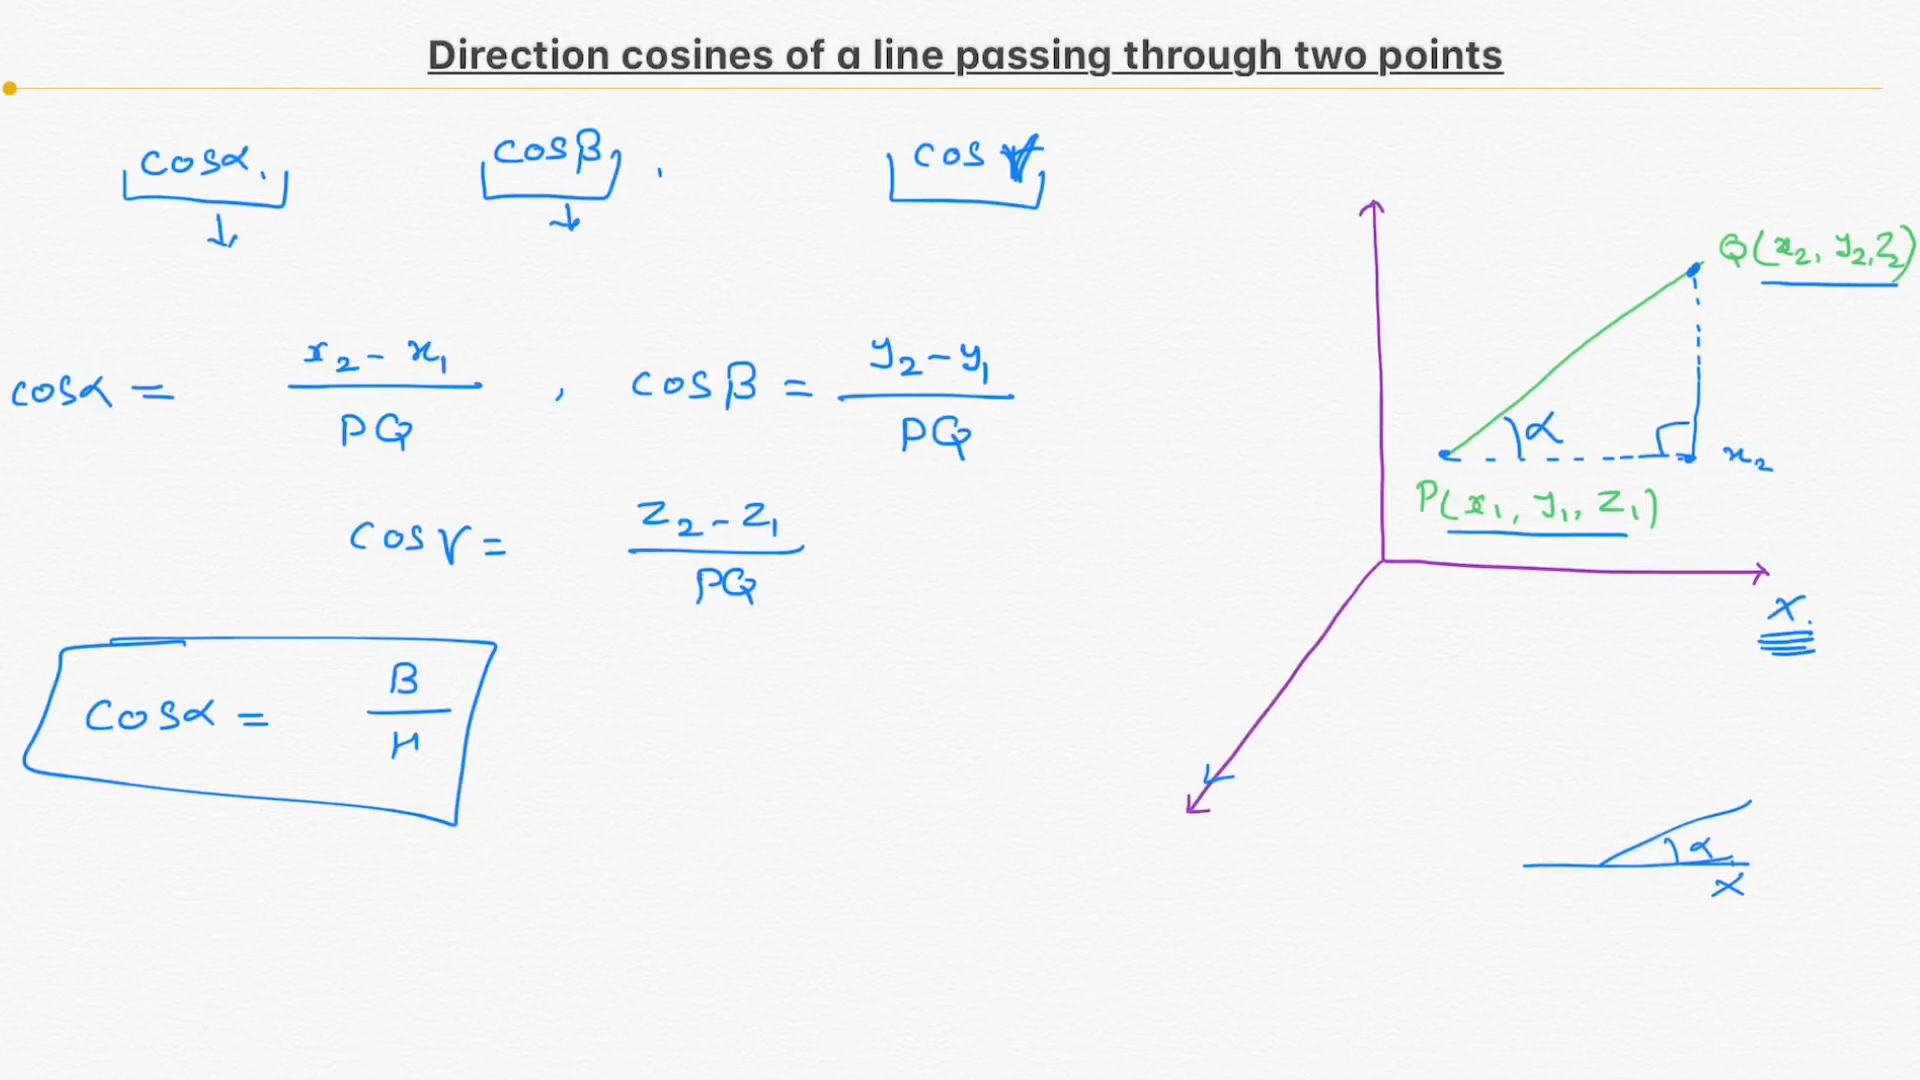 Direction cosines of a line passing through two points
cosα, cosβ, cos γ
Q(x₂, y₂, z₂)
cosα = x₂ - x₁ / PQ , cosβ = y₂ - y₁ / PQ
α
x₂
P(x₁, y₁, z₁)
cos γ = z₂ - z₁ / PQ
X.
cosα = B / H
α
X